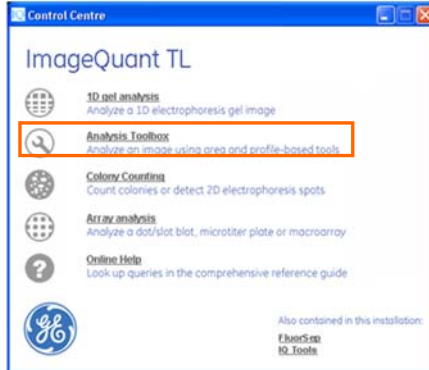 Control Centre
ImageQuant TL
1D gel analysis
Analyze a 1D electrophoresis gel image
Analysis Toolbox
Analyze an image using area and profile-based tools
Colony Counting
Count colonies or detect 2D electrophoresis spots
Array analysis
Analyze a dot/slot blot, microtiter plate or macroarray
Online Help
Look up queries in the comprehensive reference guide
Also contained in this installation:
FluorSep
IQ Tools
GE